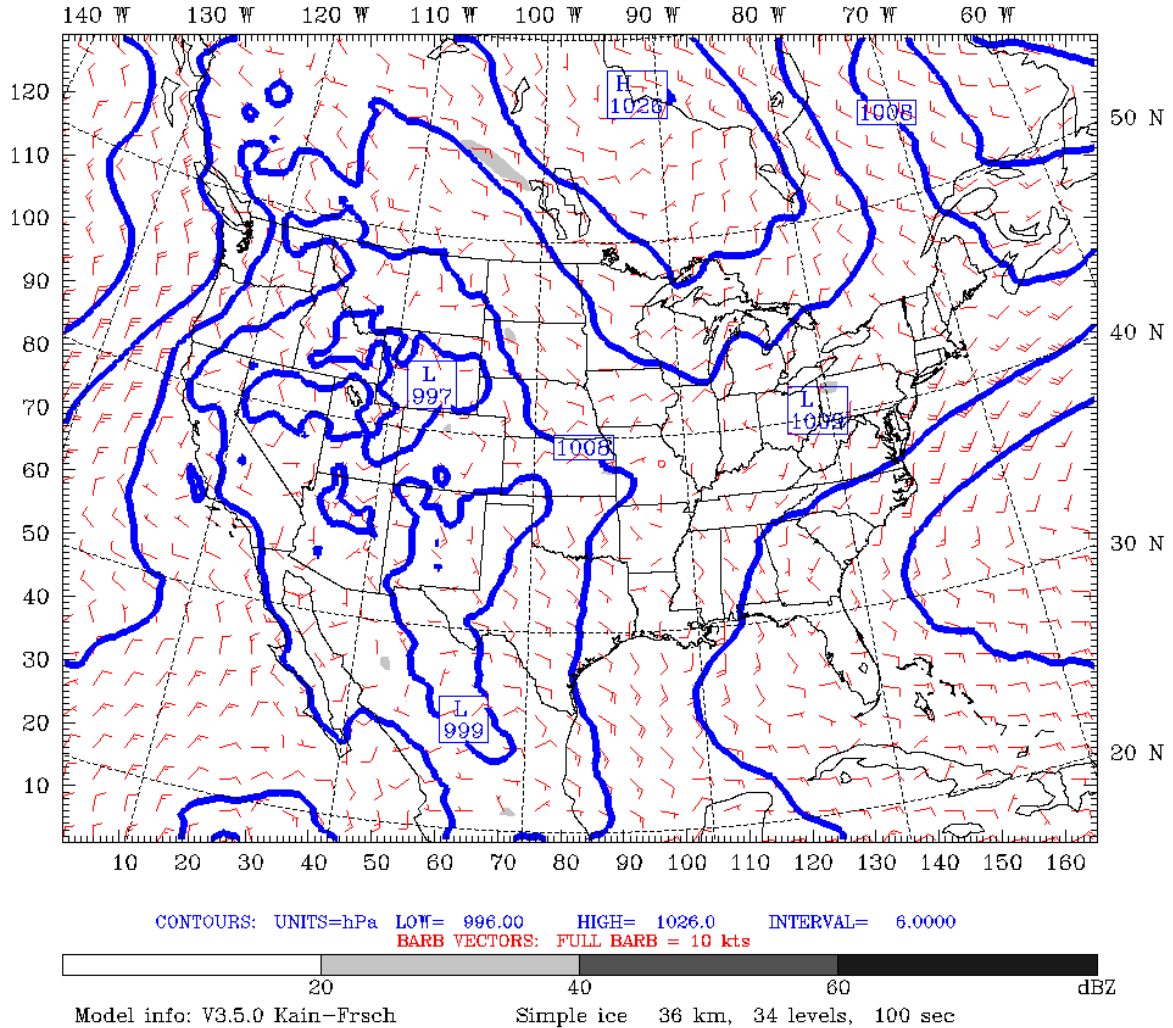 140 W 130 W 120 W 110 W 100 W 90 W 80 W 70 W 60 W
120
110
100
90
80
70
60
50
40
30
20
10
50 N
40 N
30 N
20 N
H
1026
1008
L
997
L
1009
1008
L
999
10 20 30 40 50 60 70 80 90 100 110 120 130 140 150 160
CONTOURS: UNITS=hPa LOW= 996.00 HIGH= 1026.0 INTERVAL= 6.0000
BARB VECTORS: FULL BARB = 10 kts
20 40 60 dBZ
Model info: V3.5.0 Kain-Frsch Simple ice 36 km, 34 levels, 100 sec